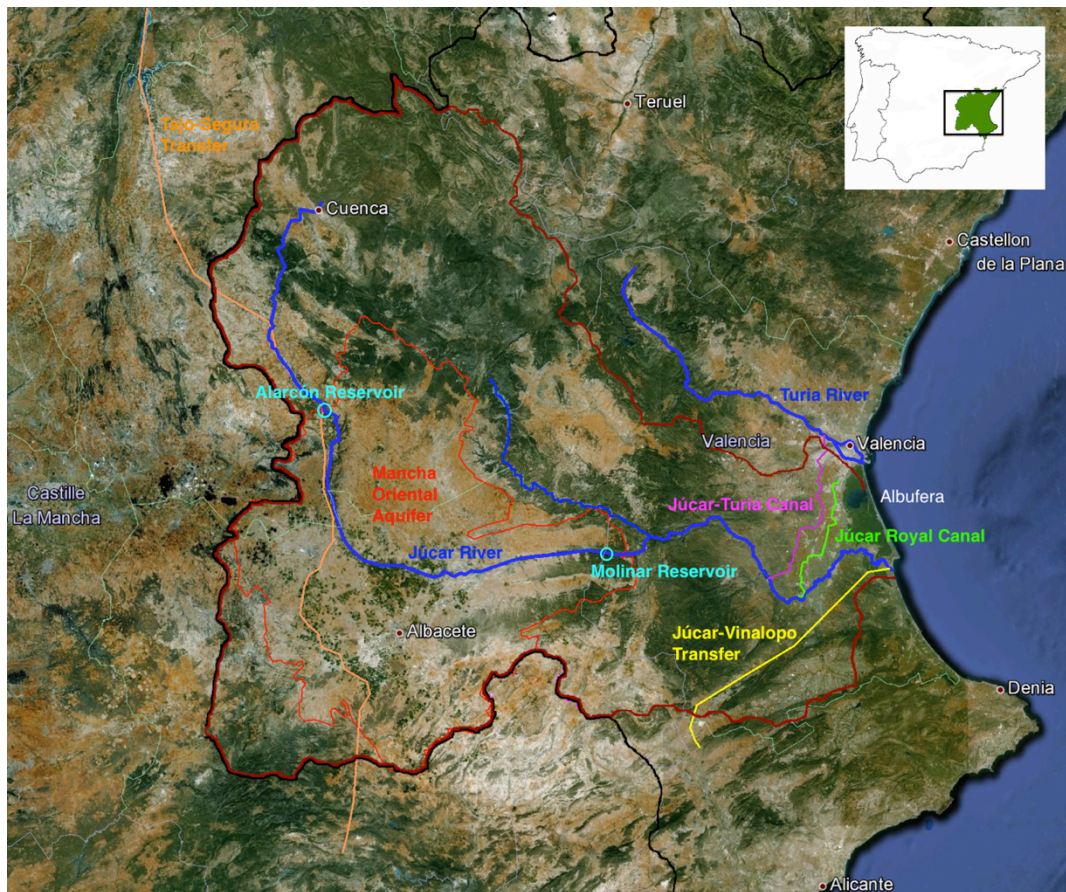 Teruel
Tajo-Segura
Transfer
Cuenca
Castellon
de la Plana
Alarcón Reservoir
Turia River
Valencia
Valencia
Mancha
Oriental
Aquifer
Castille
La Mancha
Albufera
Júcar-Turia Canal
Júcar Royal Canal
Júcar River
Molinar Reservoir
Albacete
Júcar-Vinalopo
Transfer
Denia
Alicante